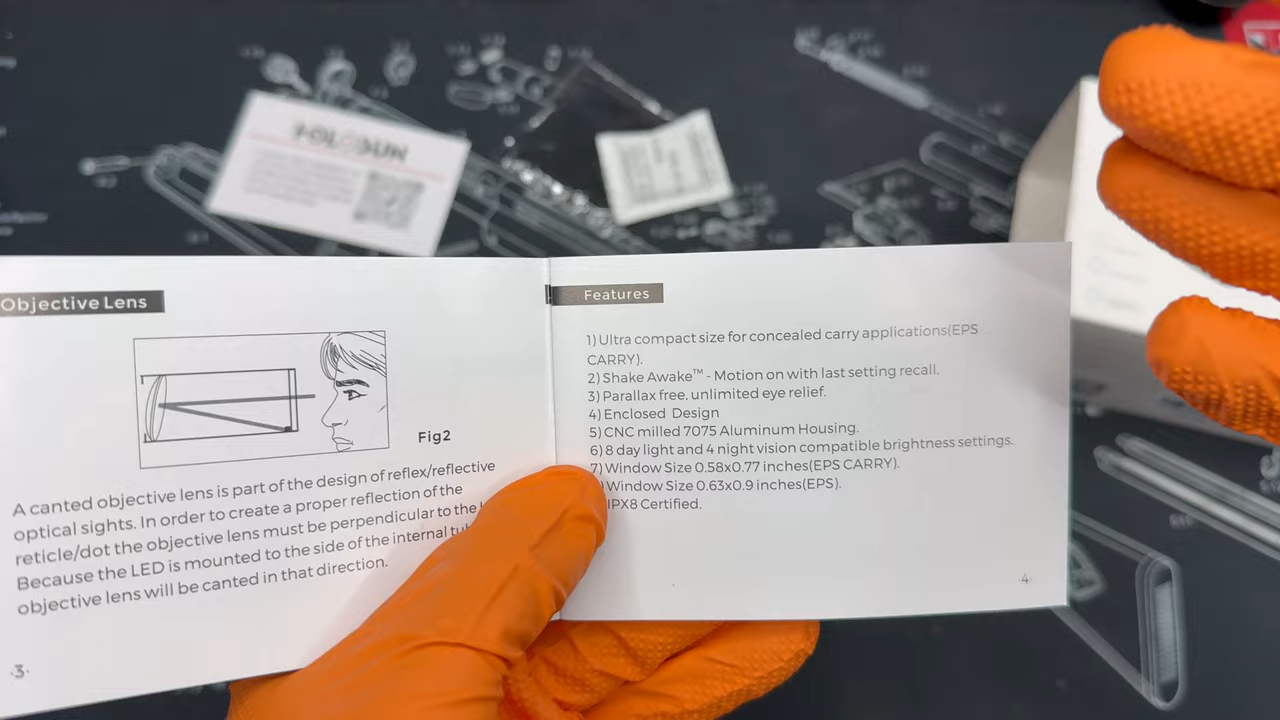 HOLOSUN
Objective Lens
Fig2
A canted objective lens is part of the design of reflex/reflective
optical sights. In order to create a proper reflection of the
reticle/dot the objective lens must be perpendicular to the
Because the LED is mounted to the side of the internal
objective lens will be canted in that direction.
·3·
Features
1) Ultra compact size for concealed carry applications(EPS
CARRY).
2) Shake Awake™ - Motion on with last setting recall.
3) Parallax free, unlimited eye relief.
4) Enclosed Design
5) CNC milled 7075 Aluminum Housing.
6) 8 day light and 4 night vision compatible brightness settings.
7) Window Size 0.58x0.77 inches(EPS CARRY).
) Window Size 0.63x0.9 inches(EPS).
IPX8 Certified.
·4·